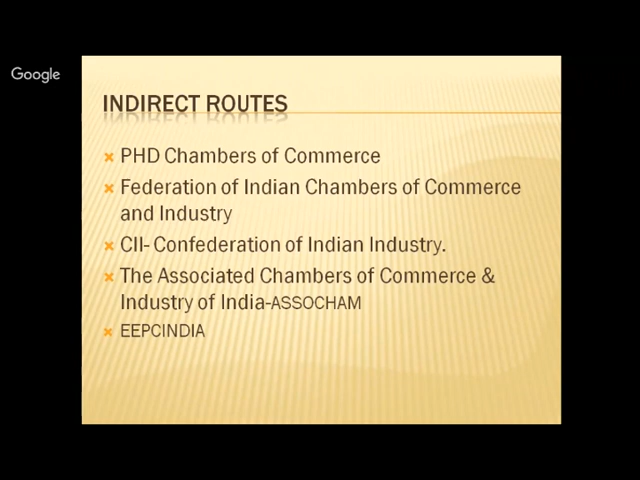 Google
INDIRECT ROUTES
PHD Chambers of Commerce
Federation of Indian Chambers of Commerce
and Industry
CII- Confederation of Indian Industry.
The Associated Chambers of Commerce &
Industry of India-ASSOCHAM
EEPCINDIA